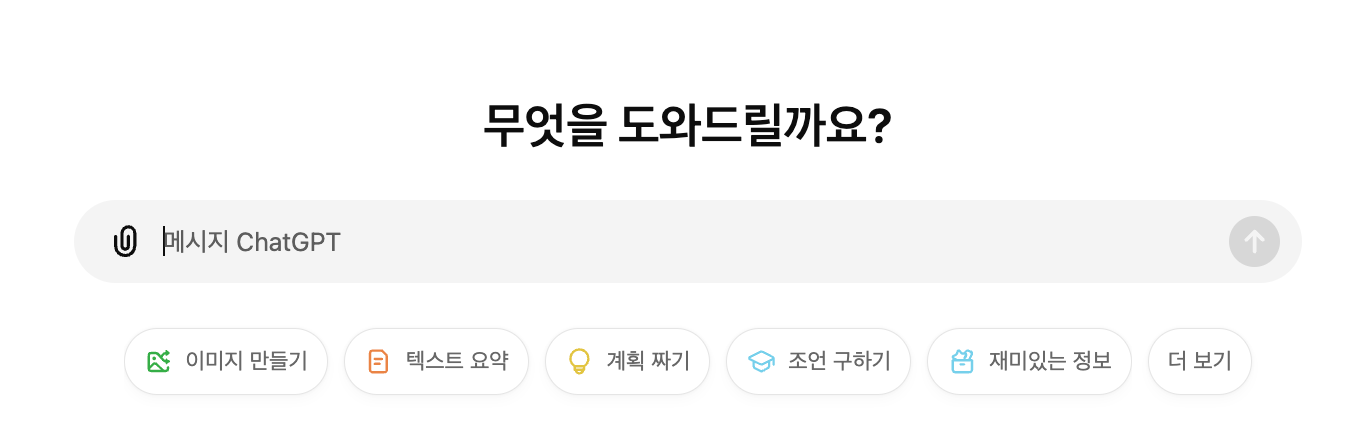 무엇을 도와드릴까요?
메시지 ChatGPT
이미지 만들기 텍스트 요약 계획 짜기 조언 구하기 재미있는 정보 더 보기